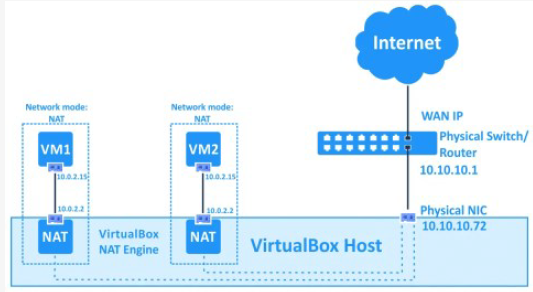 Internet
WAN IP
Physical Switch/
Router
10.10.10.1
Physical NIC
10.10.10.72
Network mode:
NAT
VM1
10.0.2.15
10.0.2.2
NAT
Network mode:
NAT
VM2
10.0.2.15
10.0.2.2
NAT
VirtualBox
NAT Engine
VirtualBox Host